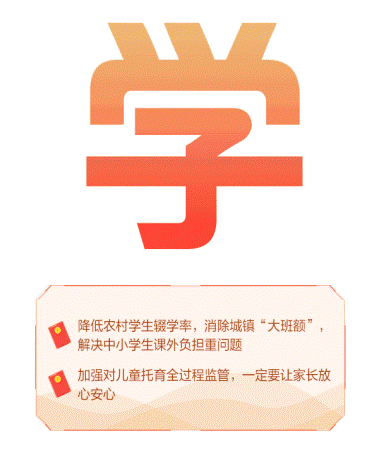 学
降低农村学生辍学率，消除城镇“大班额”，
解决中小学生课外负担重问题
加强对儿童托育全过程监管，一定要让家长放
心安心